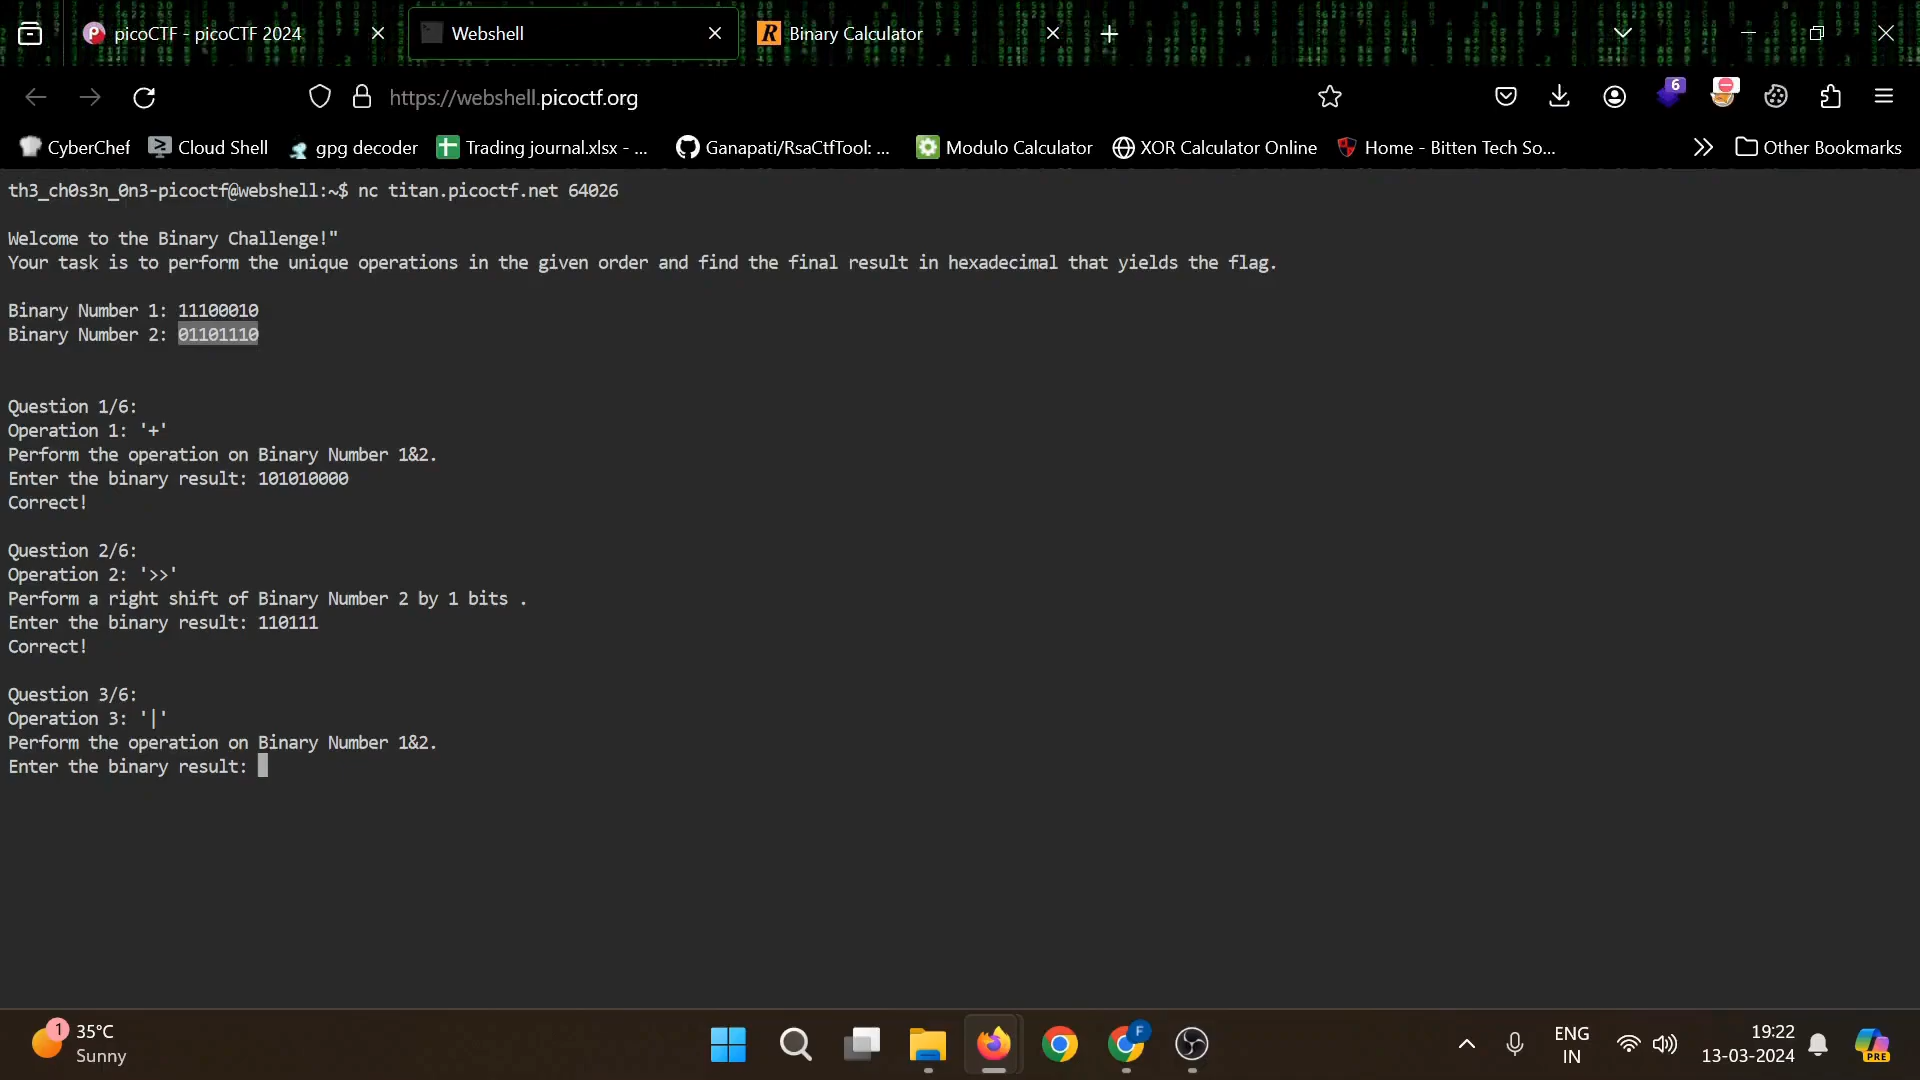 picoCTF - picoCTF 2024
Webshell
Binary Calculator
https://webshell.picoctf.org
6
CyberChef
Cloud Shell
gpg decoder
Trading journal.xlsx - ...
Ganapati/RsaCtfTool: ...
Modulo Calculator
XOR Calculator Online
Home - Bitten Tech So...
Other Bookmarks
th3_ch0s3n_0n3-picoctf@webshell:~$ nc titan.picoctf.net 64026
Welcome to the Binary Challenge!"
Your task is to perform the unique operations in the given order and find the final result in hexadecimal that yields the flag.
Binary Number 1: 11100010
Binary Number 2: 01101110
Question 1/6:
Operation 1: '+'
Perform the operation on Binary Number 1&2.
Enter the binary result: 101010000
Correct!
Question 2/6:
Operation 2: '>>'
Perform a right shift of Binary Number 2 by 1 bits .
Enter the binary result: 110111
Correct!
Question 3/6:
Operation 3: '|'
Perform the operation on Binary Number 1&2.
Enter the binary result:
1
35°C
Sunny
F
ENG
IN
19:22
13-03-2024
PRE